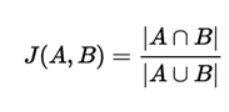 J(A, B) = |A ∩ B| / |A ∪ B|